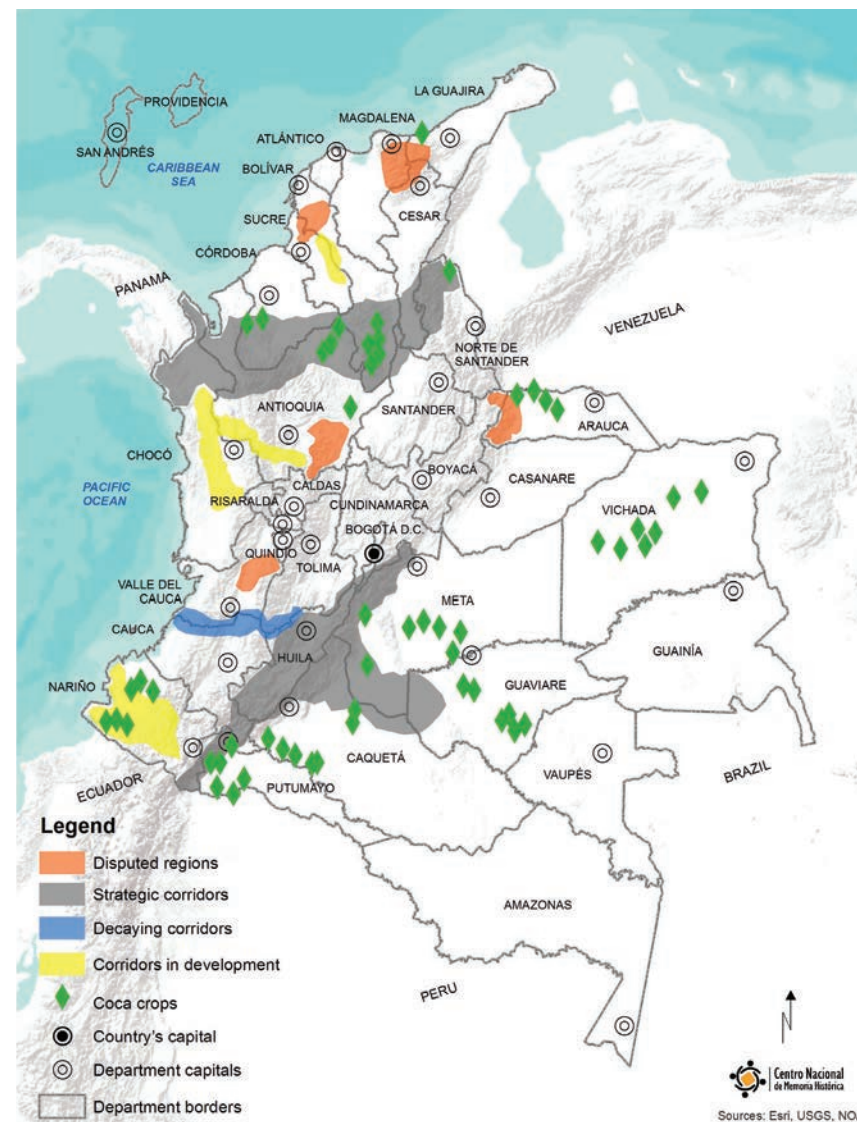 LA GUAJIRA
PROVIDENCIA
MAGDALENA
ATLÁNTICO
SAN ANDRÉS
CARIBBEAN
SEA
BOLÍVAR
CESAR
SUCRE
CÓRDOBA
PANAMA
VENEZUELA
NORTE DE
SANTANDER
ANTIOQUIA
SANTANDER
ARAUCA
CHOCÓ
BOYACÁ
CALDAS
CASANARE
PACIFIC
OCEAN
RISARALDA
CUNDINAMARCA
VICHADA
BOGOTÁ D.C.
QUINDÍO
TOLIMA
VALLE DEL
CAUCA
META
CAUCA
HUILA
GUAINÍA
NARIÑO
GUAVIARE
CAQUETÁ
VAUPÉS
BRAZIL
ECUADOR
PUTUMAYO
Legend
Disputed regions
Strategic corridors
Decaying corridors
Corridors in development
Coca crops
Country's capital
Department capitals
Department borders
AMAZONAS
PERU
N
Centro Nacional
de Memoria Histórica
Sources: Esri, USGS, NO